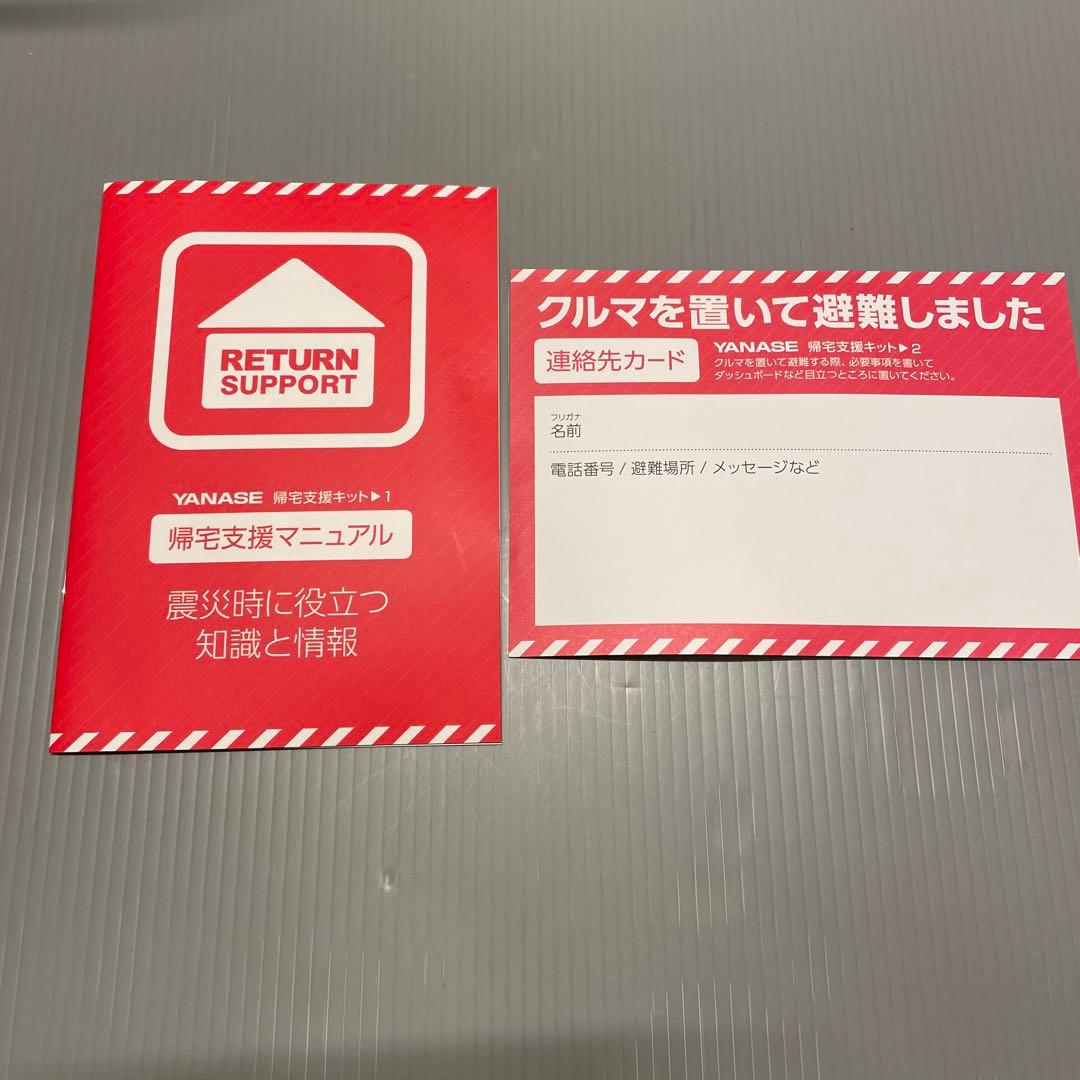 RETURN
SUPPORT
YANASE 帰宅支援キット▶1
帰宅支援マニュアル
震災時に役立つ
知識と情報
クルマを置いて避難しました
連絡先カード
YANASE 帰宅支援キット▶2
クルマを置いて避難する際、必要事項を書いて
ダッシュボードなど目立つところに置いてください。
フリガナ
名前
電話番号 / 避難場所 / メッセージなど